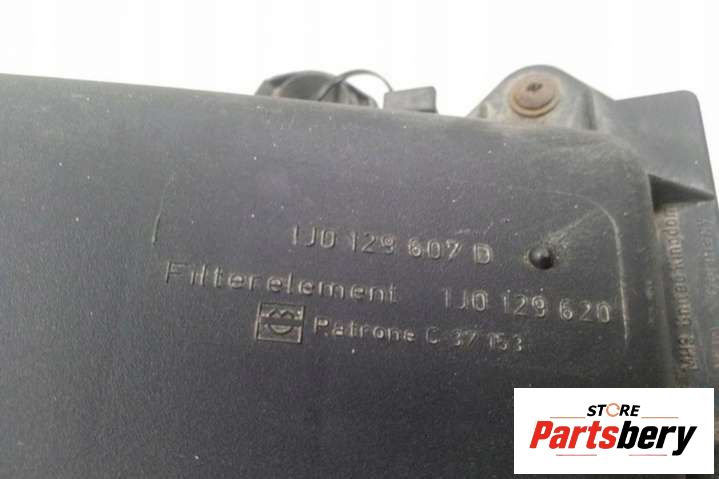 1J0 129 607 D
Filterelement 1J0 129 620
Patrone C 37 153
STORE
Partsbery